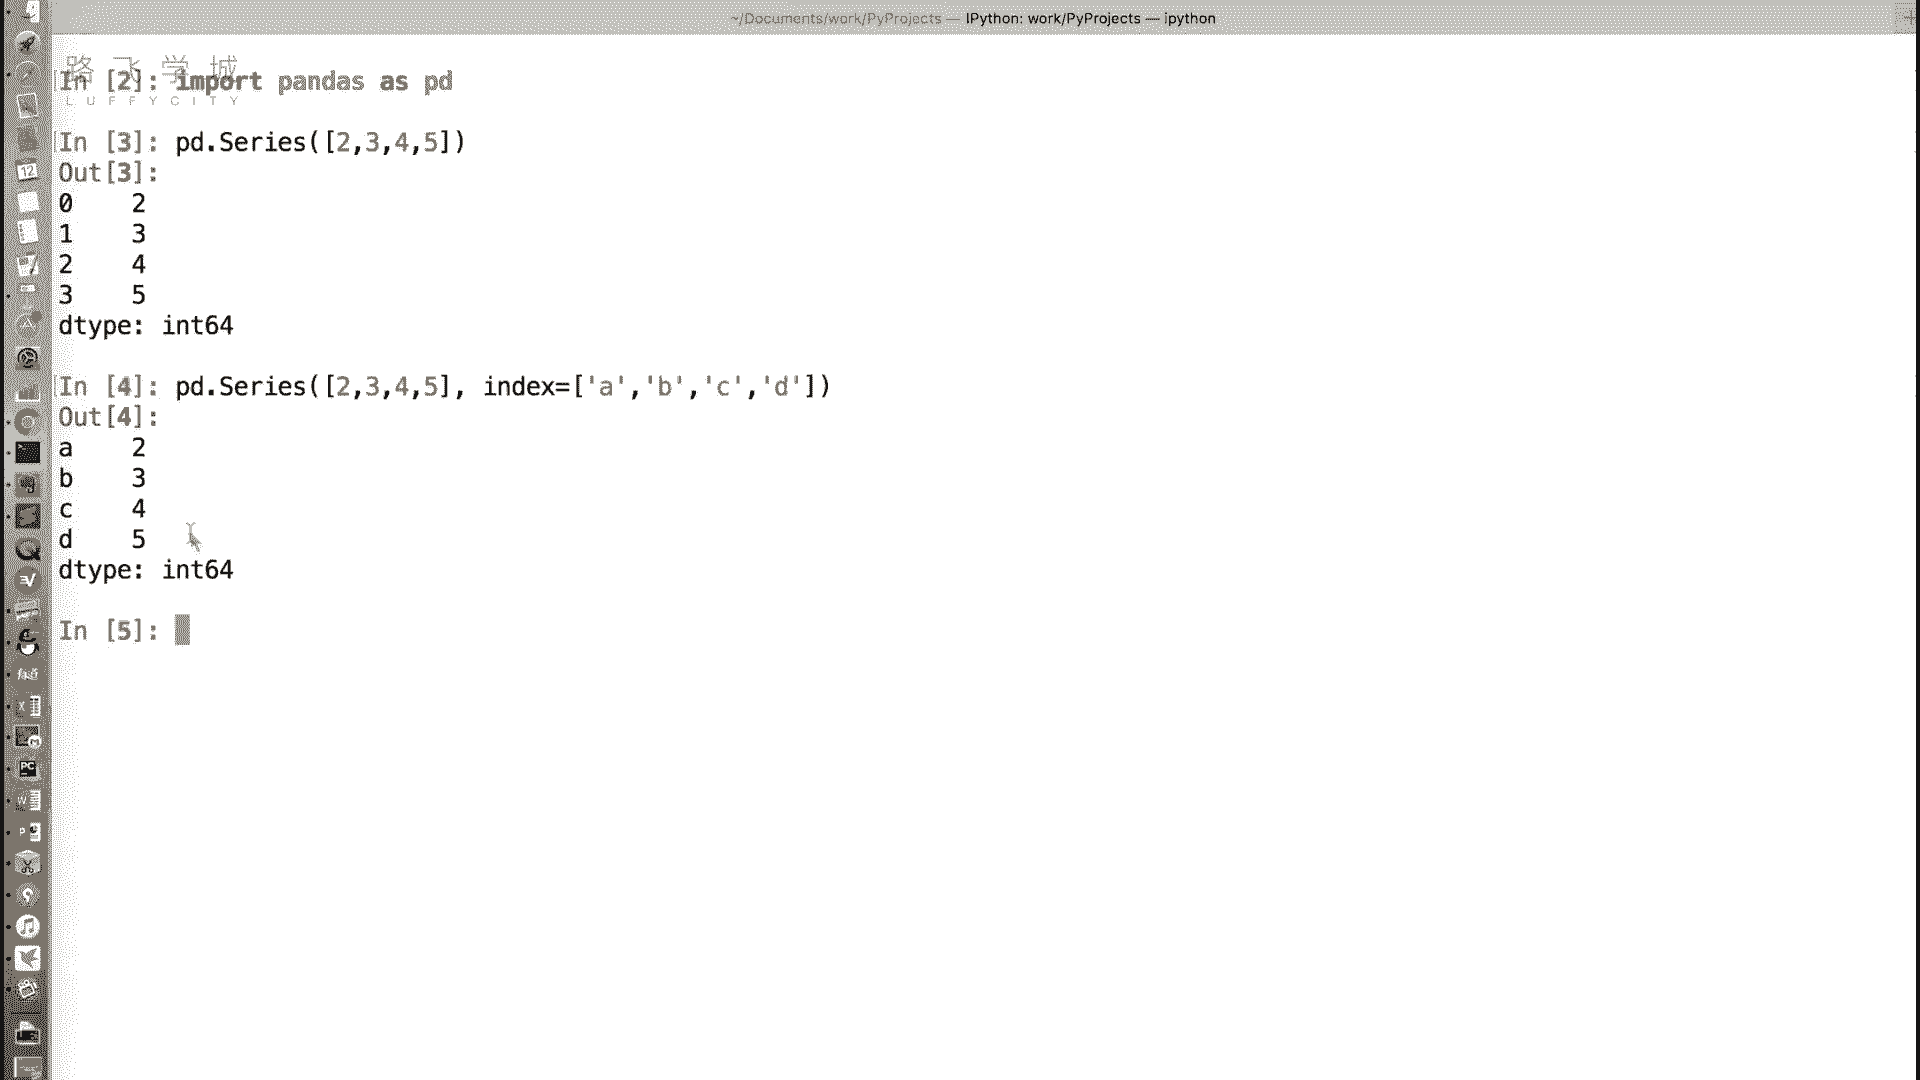 ~/Documents/work/PyProjects — IPython: work/PyProjects — ipython
路飞学城
LUFFYCITY
In [2]: import pandas as pd
In [3]: pd.Series([2,3,4,5])
Out[3]:
0    2
1    3
2    4
3    5
dtype: int64
In [4]: pd.Series([2,3,4,5], index=['a','b','c','d'])
Out[4]:
a    2
b    3
c    4
d    5
dtype: int64
In [5]:
12
PC
W
P